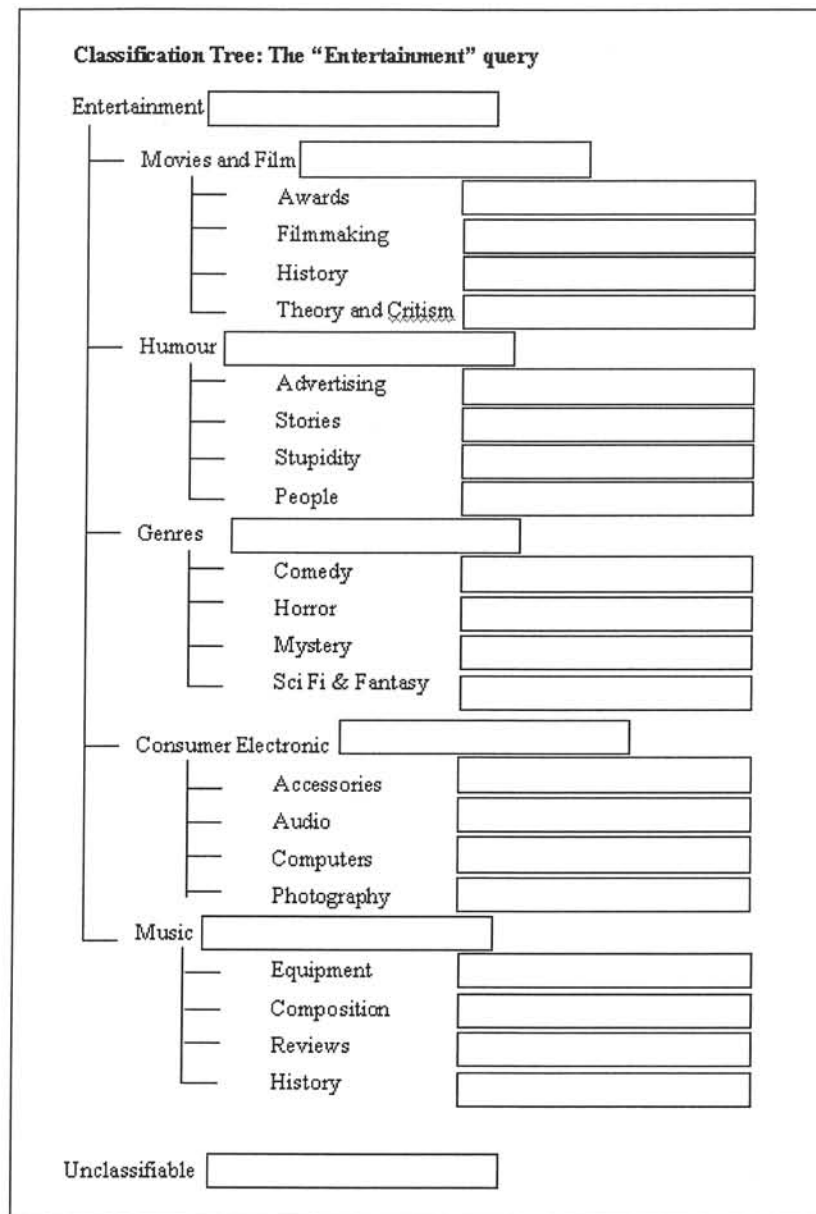 Classification Tree: The “Entertainment” query
Entertainment
Movies and Film
Awards
Filmmaking
History
Theory and Critism
Humour
Advertising
Stories
Stupidity
People
Genres
Comedy
Horror
Mystery
Sci Fi & Fantasy
Consumer Electronic
Accessories
Audio
Computers
Photography
Music
Equipment
Composition
Reviews
History
Unclassifiable